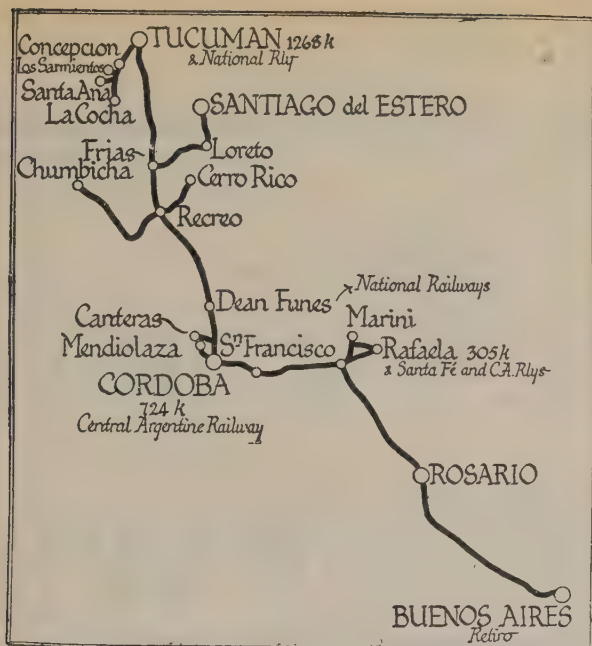 TUCUMAN 1268 k
& National Rly
Concepcion
Los Sarmientos
Santa Ana
La Cocha
SANTIAGO del ESTERO
Frias
Loreto
Chumbicha
Cerro Rico
Recreo
Dean Funes
National Railways
Canteras
Marini
Mendiolaza
Sn Francisco
Rafaela 305 k
& Santa Fé and C.A. Rlys
CORDOBA
724 k
Central Argentine Railway
ROSARIO
BUENOS AIRES
Retiro